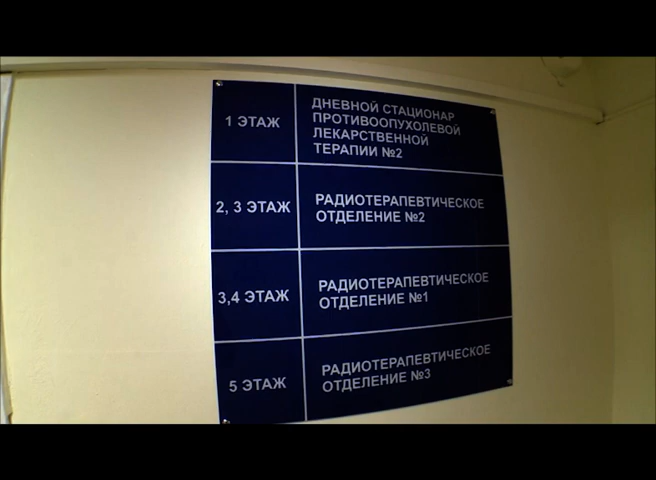 1 ЭТАЖ
ДНЕВНОЙ СТАЦИОНАР
ПРОТИВООПУХОЛЕВОЙ
ЛЕКАРСТВЕННОЙ
ТЕРАПИИ №2
2, 3 ЭТАЖ
РАДИОТЕРАПЕВТИЧЕСКОЕ
ОТДЕЛЕНИЕ №2
3,4 ЭТАЖ
РАДИОТЕРАПЕВТИЧЕСКОЕ
ОТДЕЛЕНИЕ №1
5 ЭТАЖ
РАДИОТЕРАПЕВТИЧЕСКОЕ
ОТДЕЛЕНИЕ №3